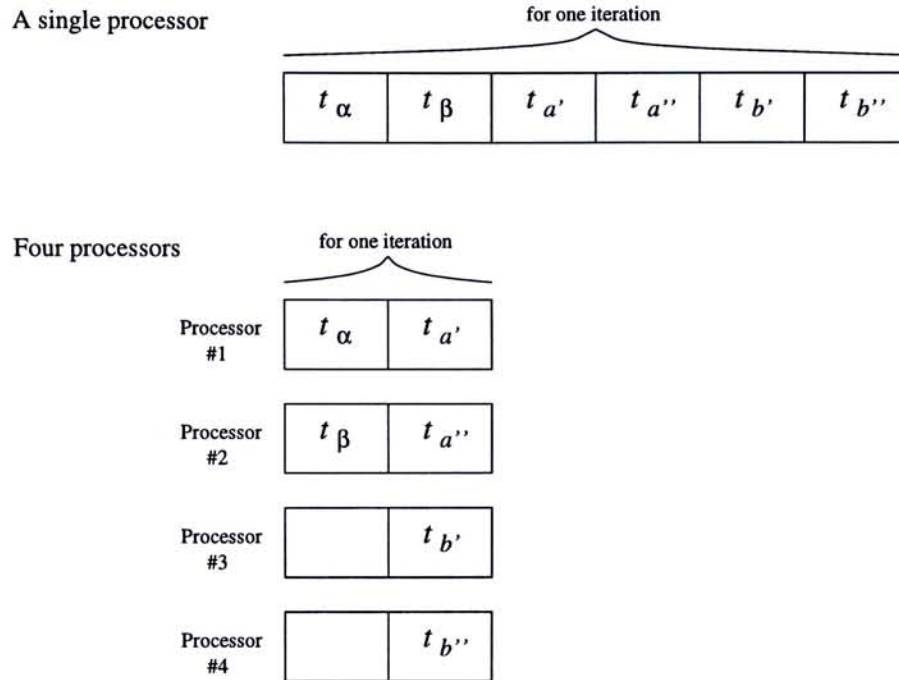 A single processor
for one iteration
t α t β t a' t a'' t b' t b''
Four processors
for one iteration
Processor
#1
t α t a'
Processor
#2
t β t a''
Processor
#3
t b'
Processor
#4
t b''